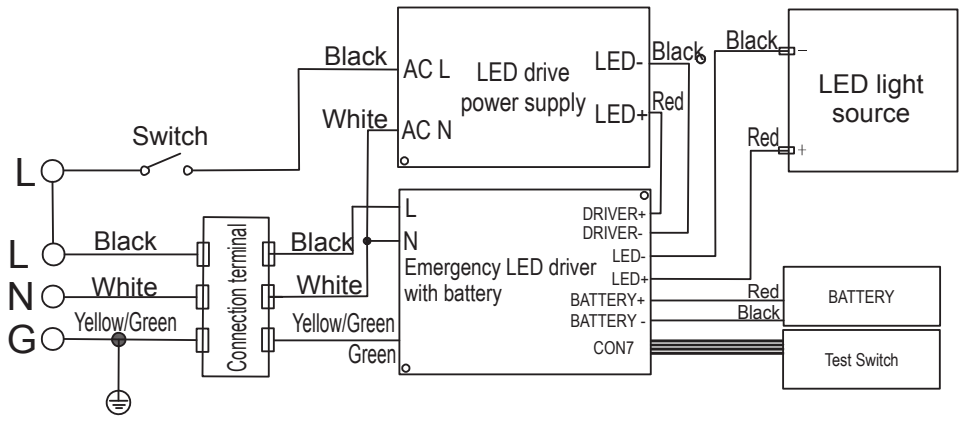 Black
AC L
LED drive
power supply
LED-
Black
LED+
Red
White
AC N
Black
−
LED light
source
Red
+
Switch
L
L
Black
N
White
G
Yellow/Green
Connection terminal
Black
White
Yellow/Green
Green
L
N
Emergency LED driver
with battery
DRIVER+
DRIVER-
LED-
LED+
BATTERY+
BATTERY -
CON7
Red
Black
BATTERY
Test Switch